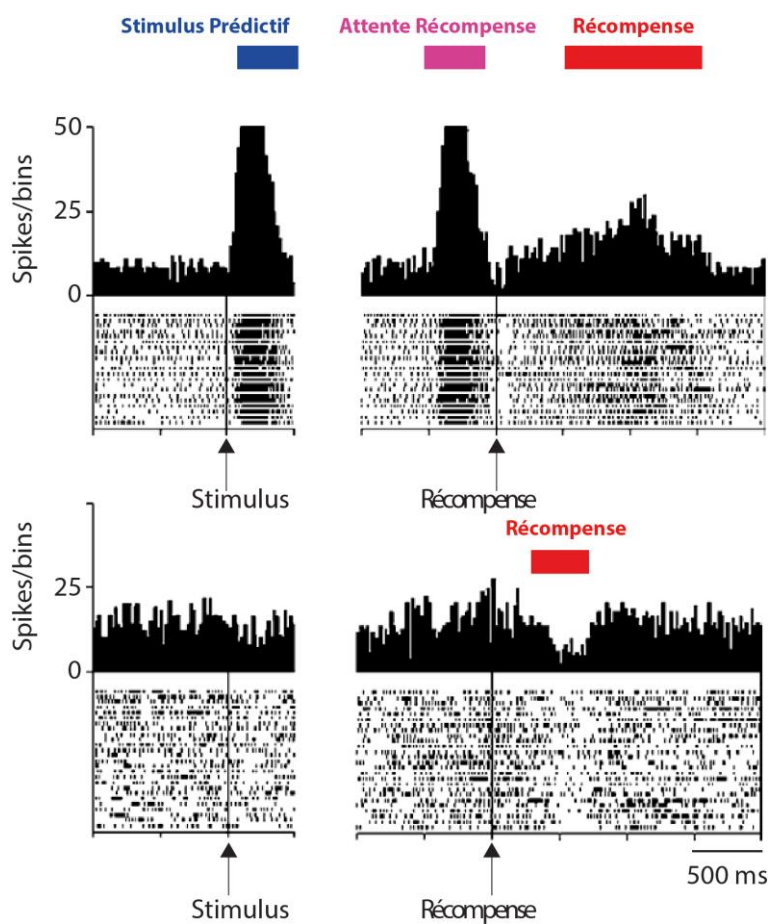 Stimulus Prédictif
Attente Récompense
Récompense
Spikes/bins
50
25
0
Stimulus
Récompense
Récompense
Spikes/bins
25
0
500 ms
Stimulus
Récompense